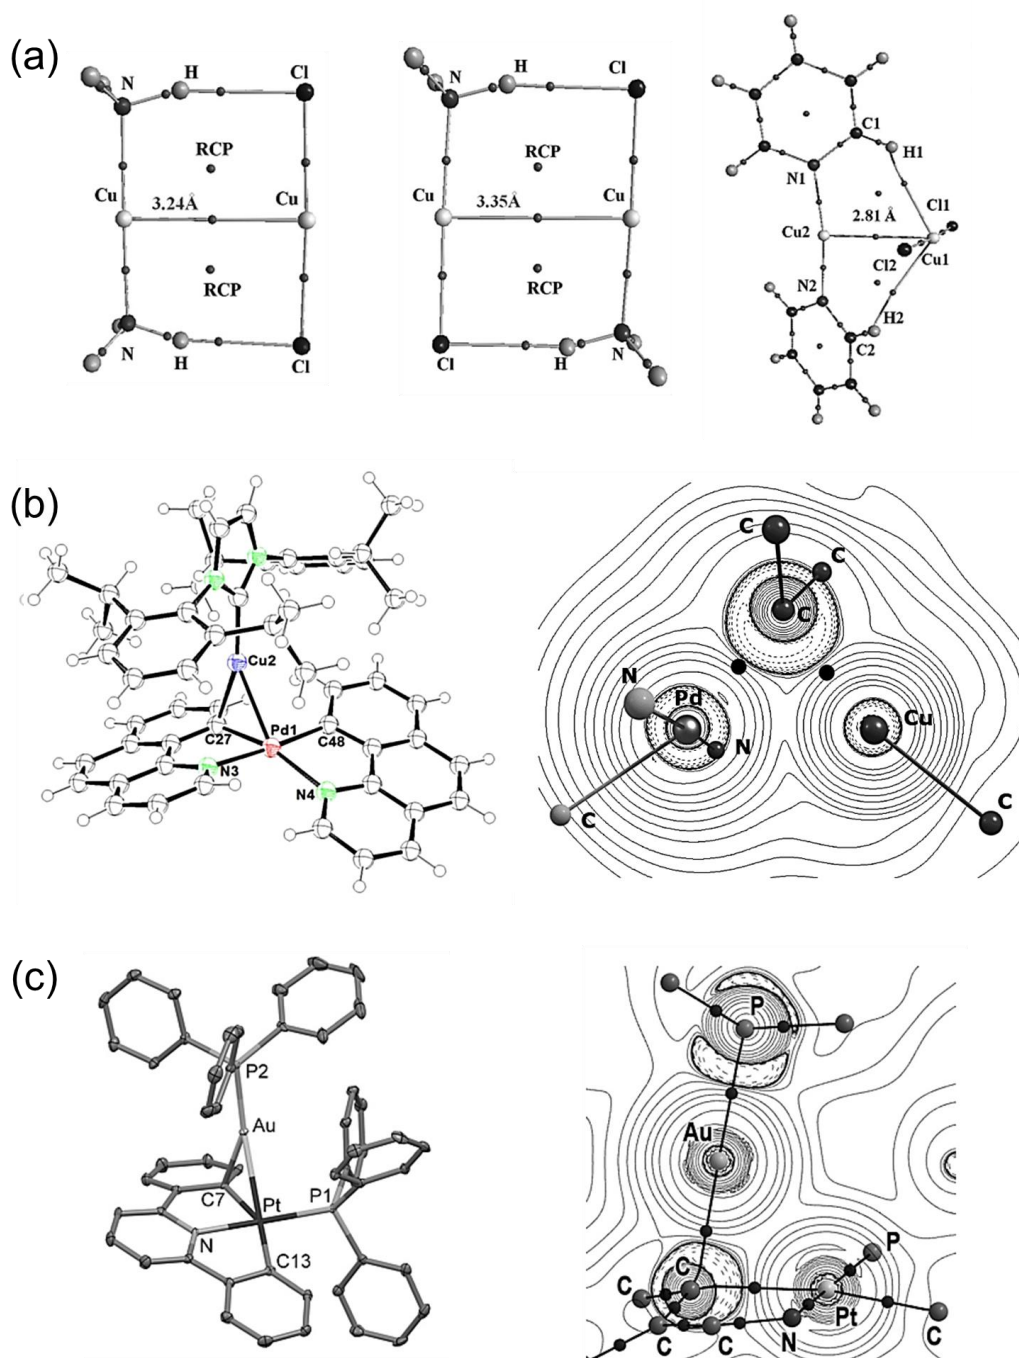 (a)
N H Cl
RCP
Cu 3.24Å Cu
RCP
N H Cl
N H Cl
RCP
Cu 3.35Å Cu
RCP
Cl H N
C1
H1
N1
Cl1
2.81 Å
Cu2
Cl2
Cu1
N2
H2
C2
(b)
Cu2
Pd1
C27
C48
N3
N4
C
C
C
N
Pd
Cu
N
C
C
(c)
P2
Au
C7
Pt
P1
N
C13
P
Au
P
C
C
Pt
C
N
C
C